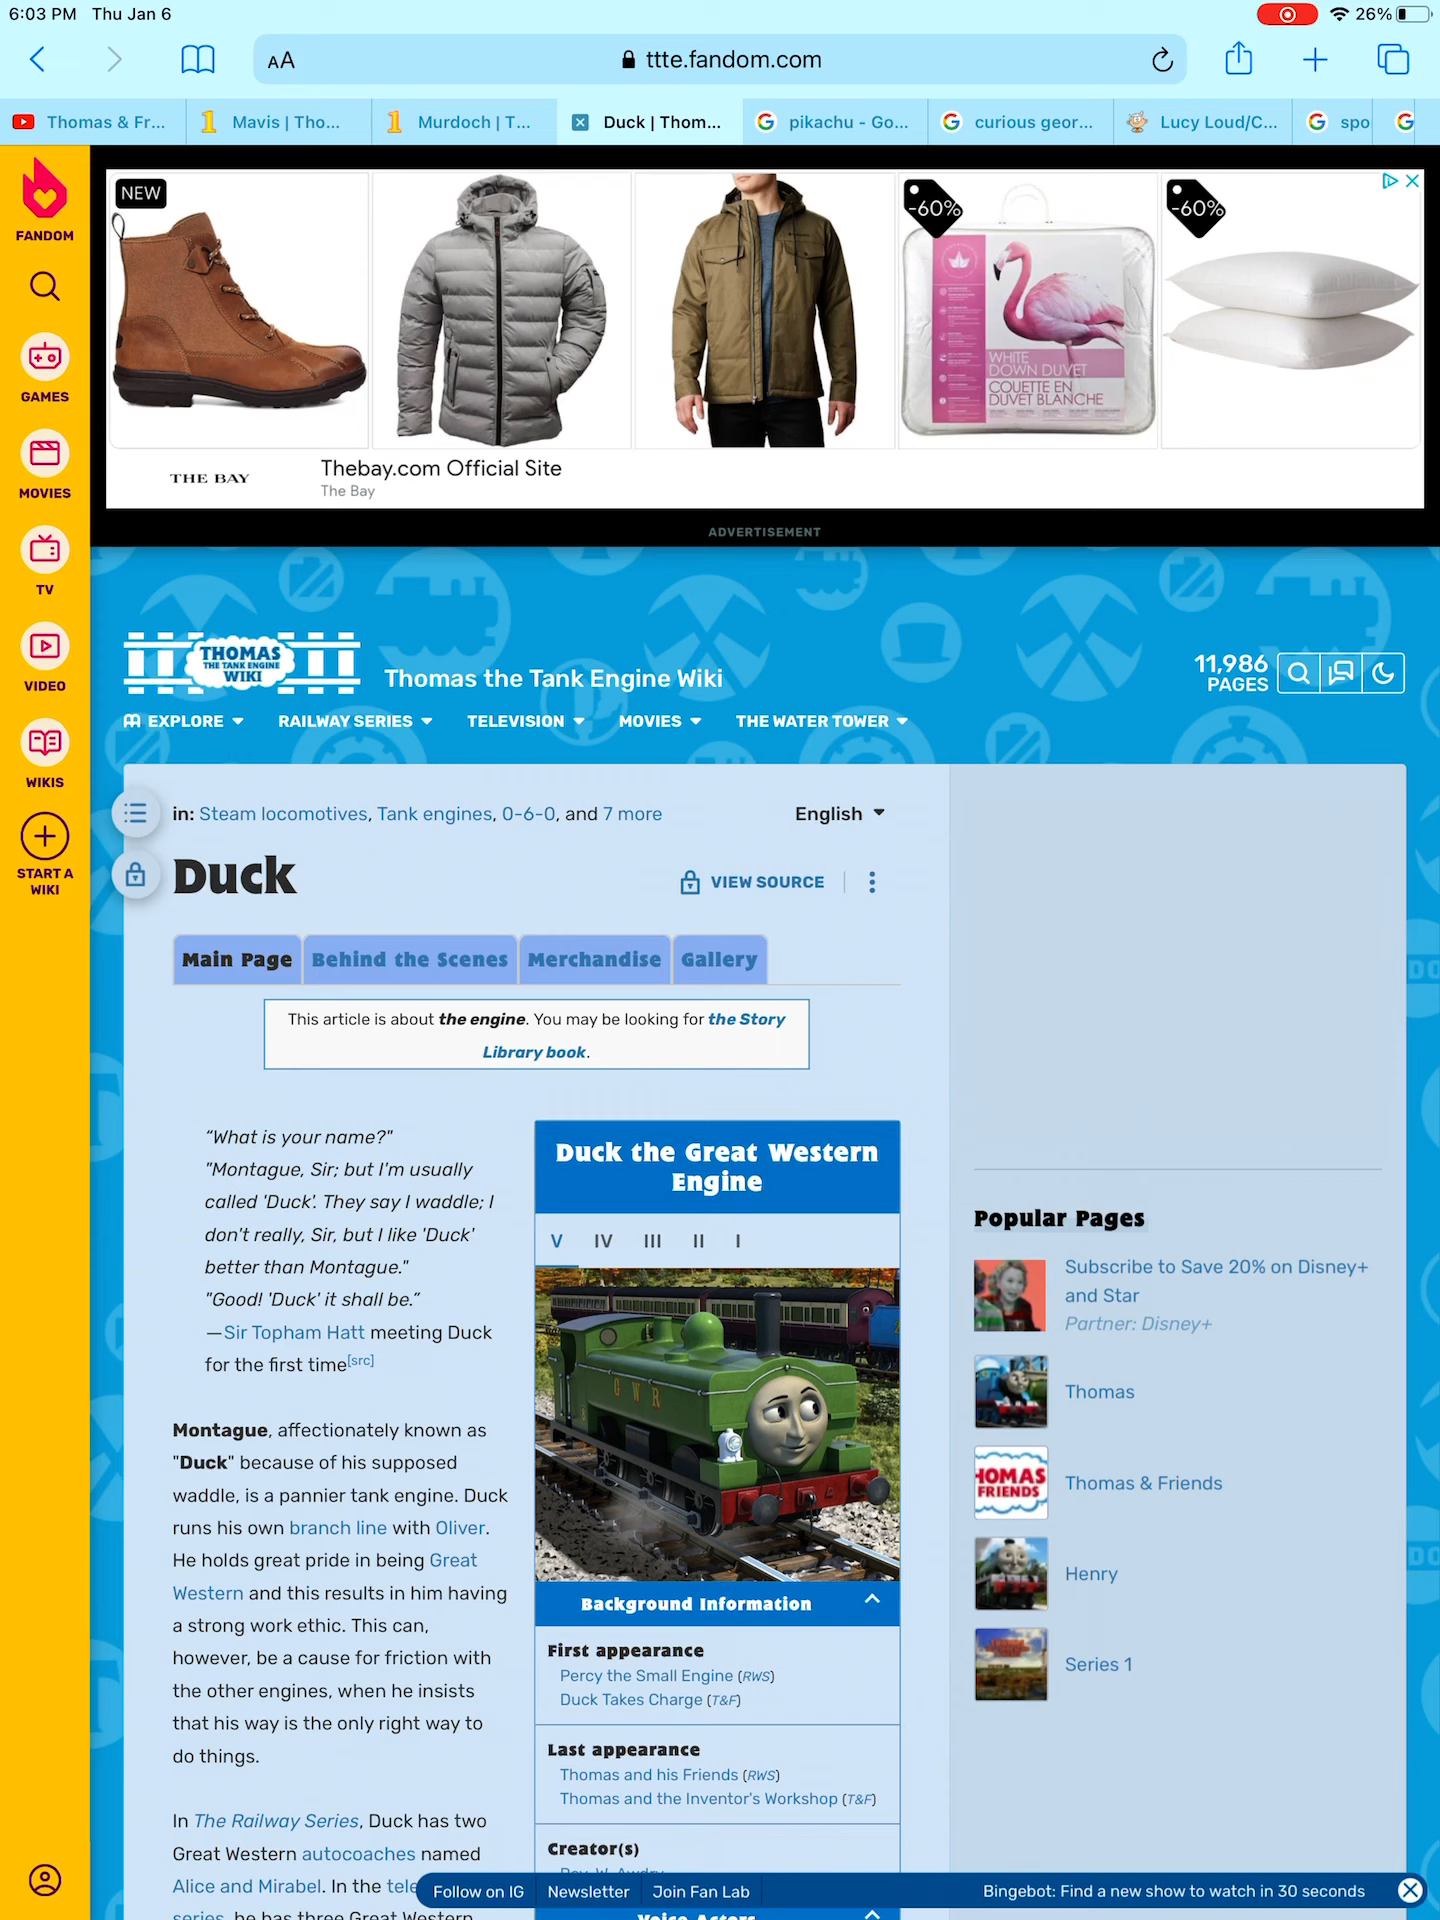 6:03 PM Thu Jan 6
26%
AA
ttte.fandom.com
Thomas & Fr...
Mavis | Tho...
Murdoch | T...
Duck | Thom...
pikachu - Go...
curious geor...
Lucy Loud/C...
spo
FANDOM
GAMES
MOVIES
TV
VIDEO
WIKIS
START A
WIKI
NEW
-60%
WHITE
DOWN DUVET
COUETTE EN
DUVET BLANCHE
-60%
THE BAY
Thebay.com Official Site
The Bay
ADVERTISEMENT
THOMAS
THE TANK ENGINE
WIKI
Thomas the Tank Engine Wiki
11,986
PAGES
EXPLORE
RAILWAY SERIES
TELEVISION
MOVIES
THE WATER TOWER
in: Steam locomotives, Tank engines, 0-6-0, and 7 more
English
Duck
VIEW SOURCE
Main Page
Behind the Scenes
Merchandise
Gallery
This article is about the engine. You may be looking for the Story
Library book.
“What is your name?"
"Montague, Sir; but I'm usually
called 'Duck'. They say I waddle; I
don't really, Sir, but I like 'Duck'
better than Montague."
"Good! 'Duck' it shall be.”
—Sir Topham Hatt meeting Duck
for the first time[src]
Montague, affectionately known as
"Duck" because of his supposed
waddle, is a pannier tank engine. Duck
runs his own branch line with Oliver.
He holds great pride in being Great
Western and this results in him having
a strong work ethic. This can,
however, be a cause for friction with
the other engines, when he insists
that his way is the only right way to
do things.
In The Railway Series, Duck has two
Great Western autocoaches named
Alice and Mirabel. In the tele
series, he has three Great Western
Duck the Great Western
Engine
V IV III II I
G W R
Background Information
First appearance
Percy the Small Engine (RWS)
Duck Takes Charge (T&F)
Last appearance
Thomas and his Friends (RWS)
Thomas and the Inventor's Workshop (T&F)
Creator(s)
Rev. W. Awdry
Voice Actors
Popular Pages
Subscribe to Save 20% on Disney+
and Star
Partner: Disney+
Thomas
HOMAS
FRIENDS
Thomas & Friends
Henry
Series 1
Follow on IG
Newsletter
Join Fan Lab
Bingebot: Find a new show to watch in 30 seconds